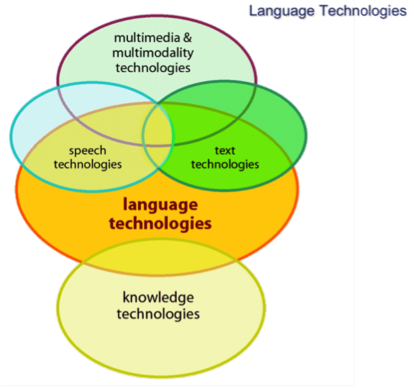 Language Technologies
multimedia &
multimodality
technologies
speech
technologies
text
technologies
language
technologies
knowledge
technologies